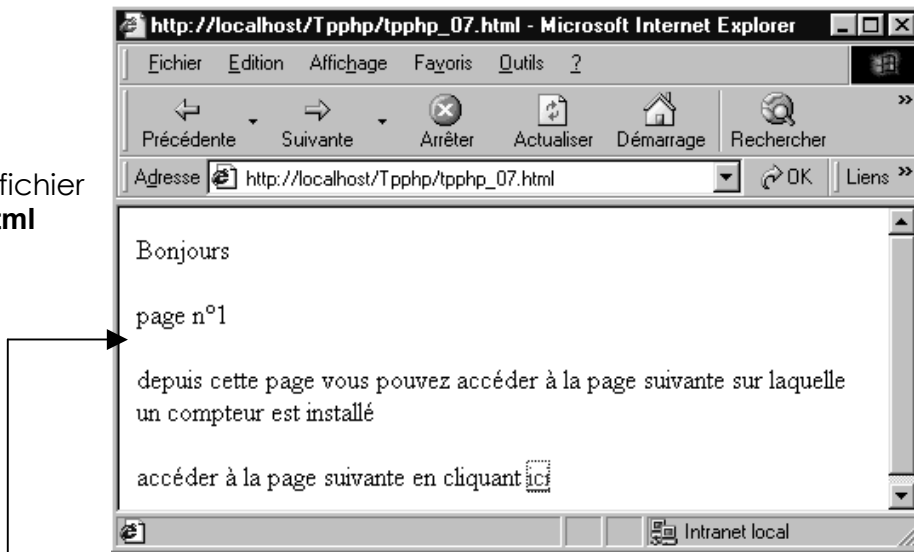 http://localhost/Tpphp/tpphp_07.html - Microsoft Internet Explorer
Fichier Edition Affichage Favoris Outils ?
Précédente Suivante Arrêter Actualiser Démarrage Rechercher »
Adresse http://localhost/Tpphp/tpphp_07.html OK Liens »
fichier
tml
Bonjours
page n°1
depuis cette page vous pouvez accéder à la page suivante sur laquelle
un compteur est installé
accéder à la page suivante en cliquant ici
Intranet local